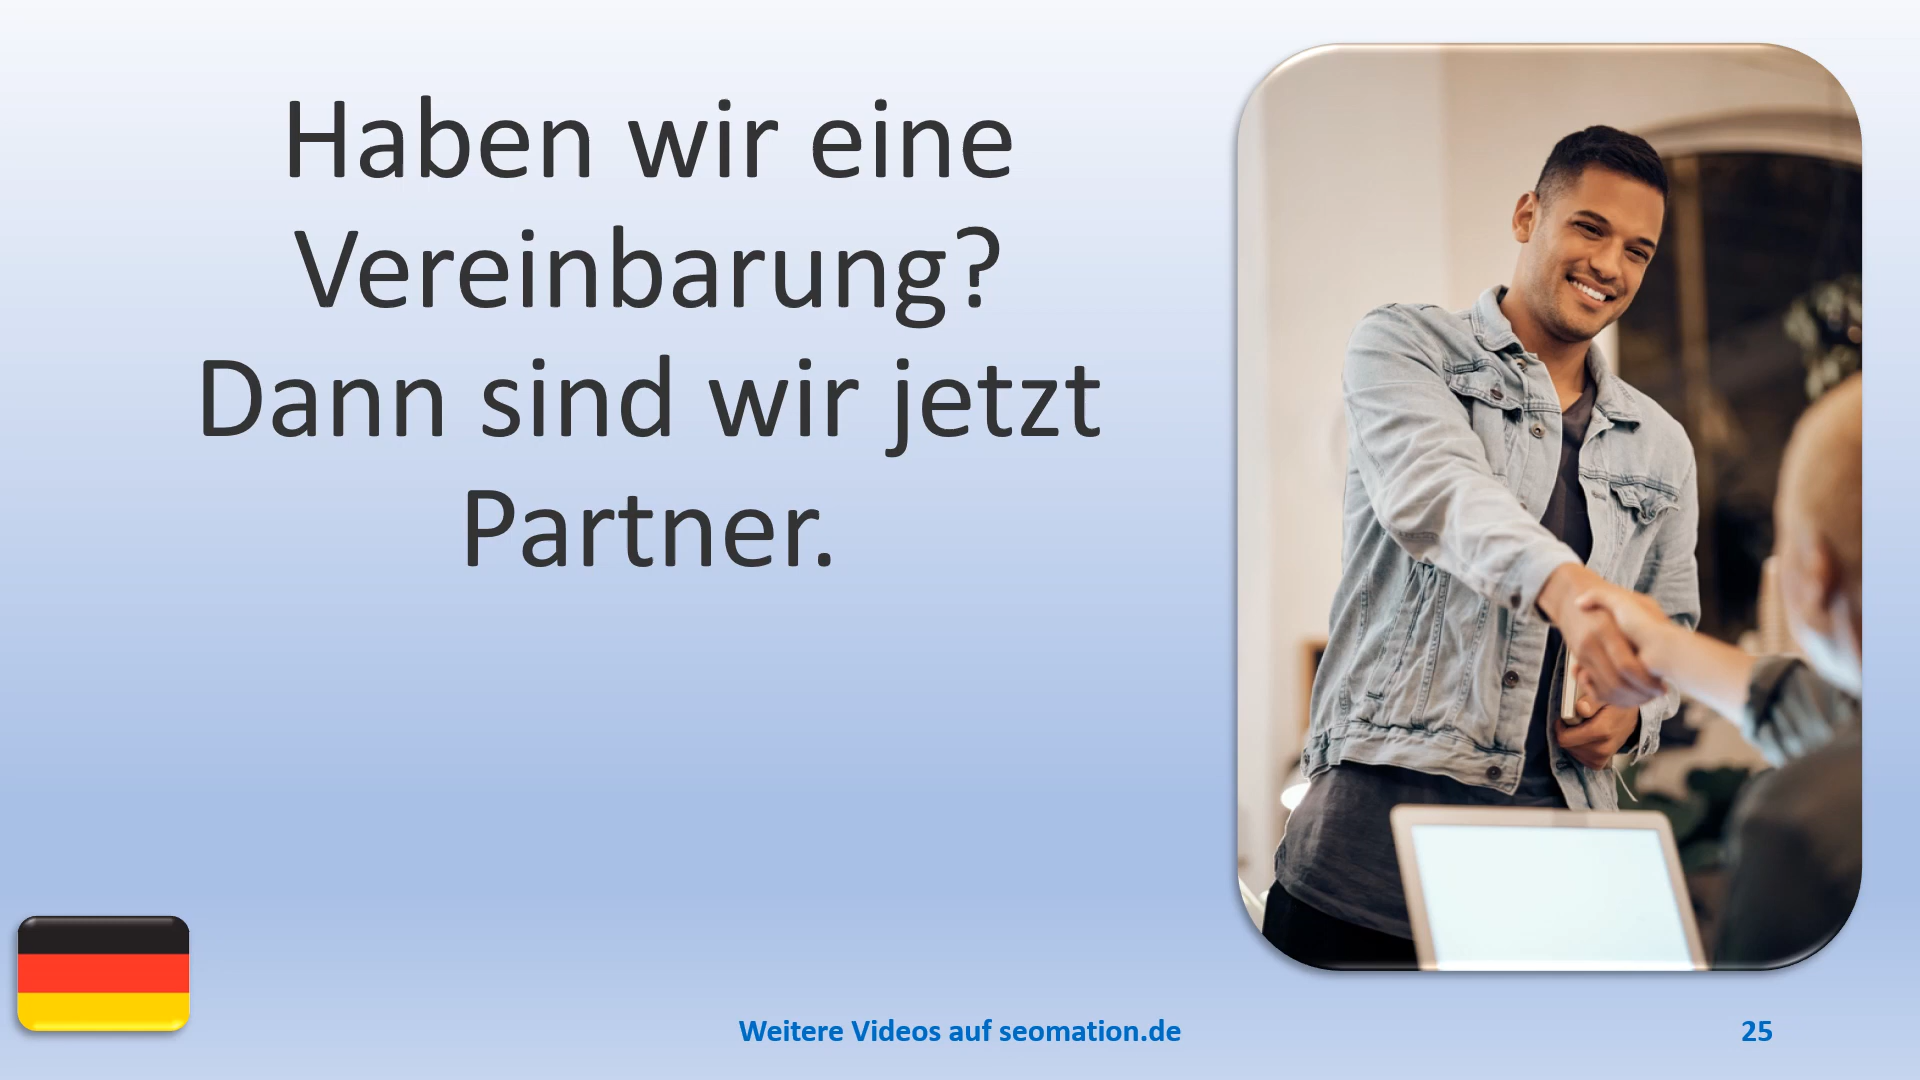 Haben wir eine
Vereinbarung?
Dann sind wir jetzt
Partner.
Weitere Videos auf seomation.de
25